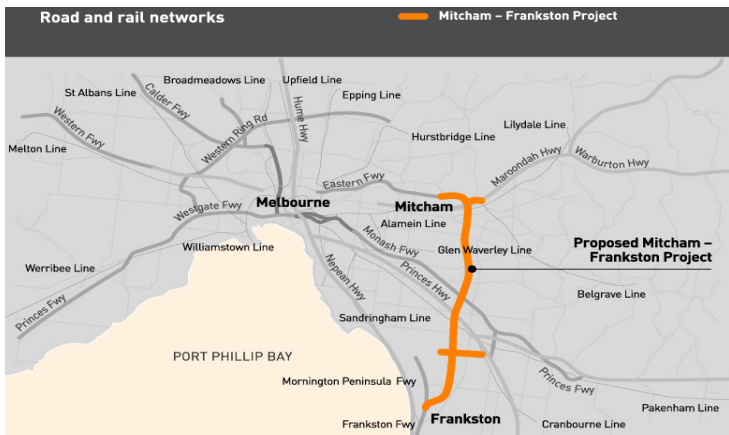 Road and rail networks
Mitcham – Frankston Project
Broadmeadows Line
Upfield Line
St Albans Line
Calder Fwy
Epping Line
Hume Hwy
Western Fwy
Western Ring Rd
Lilydale Line
Hurstbridge Line
Melton Line
Maroondah Hwy
Warburton Hwy
Eastern Fwy
Melbourne
Mitcham
Westgate Fwy
Alamein Line
Williamstown Line
Monash Fwy
Glen Waverley Line
Proposed Mitcham –
Frankston Project
Werribee Line
Nepean Hwy
Princes Hwy
Belgrave Line
Princes Fwy
Sandringham Line
PORT PHILLIP BAY
Mornington Peninsula Fwy
Princes Fwy
Pakenham Line
Frankston Fwy
Frankston
Cranbourne Line